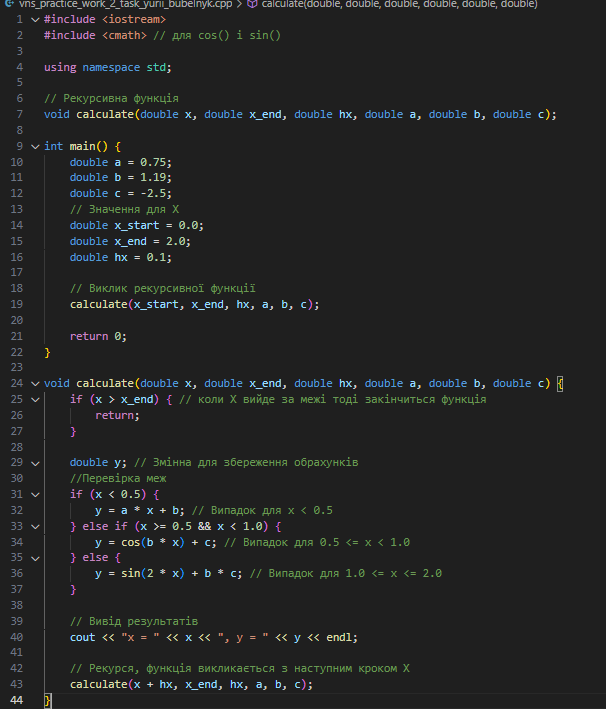 vns_practice_work_2_task_yurii_bubelnyk.cpp > calculate(double, double, double, double, double, double)
1 #include <iostream>
2 #include <cmath> // для cos() і sin()
3
4 using namespace std;
5
6 // Рекурсивна функція
7 void calculate(double x, double x_end, double hx, double a, double b, double c);
8
9 int main() {
10     double a = 0.75;
11     double b = 1.19;
12     double c = -2.5;
13     // Значення для X
14     double x_start = 0.0;
15     double x_end = 2.0;
16     double hx = 0.1;
17
18     // Виклик рекурсивної функції
19     calculate(x_start, x_end, hx, a, b, c);
20
21     return 0;
22 }
23
24 void calculate(double x, double x_end, double hx, double a, double b, double c) {
25     if (x > x_end) { // коли X вийде за межі тоді закінчиться функція
26         return;
27     }
28
29     double y; // Змінна для збереження обрахунків
30     //Перевірка меж
31     if (x < 0.5) {
32         y = a * x + b; // Випадок для x < 0.5
33     } else if (x >= 0.5 && x < 1.0) {
34         y = cos(b * x) + c; // Випадок для 0.5 <= x < 1.0
35     } else {
36         y = sin(2 * x) + b * c; // Випадок для 1.0 <= x <= 2.0
37     }
38
39     // Вивід результатів
40     cout << "x = " << x << ", y = " << y << endl;
41
42     // Рекурся, функція викликається з наступним кроком X
43     calculate(x + hx, x_end, hx, a, b, c);
44 }